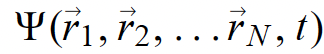 Ψ(r⃗₁, r⃗₂, …r⃗_N, t)